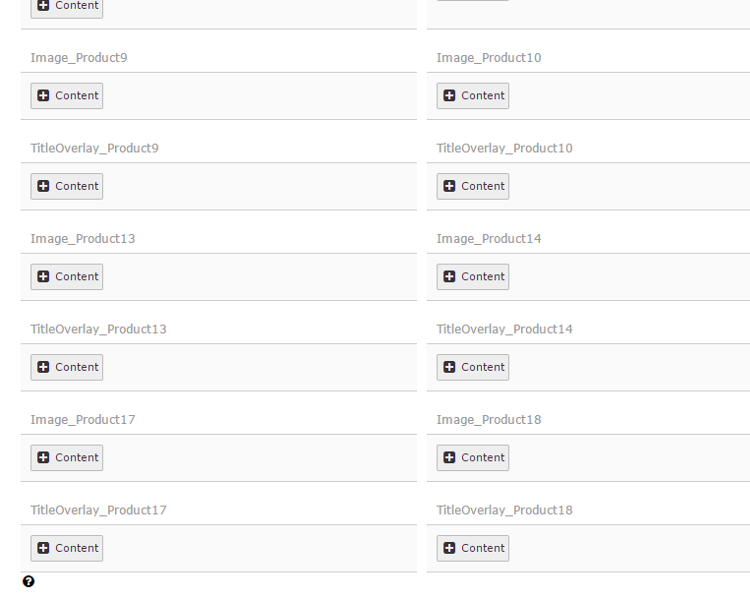 Content
Image_Product9 Image_Product10
Content Content
TitleOverlay_Product9 TitleOverlay_Product10
Content Content
Image_Product13 Image_Product14
Content Content
TitleOverlay_Product13 TitleOverlay_Product14
Content Content
Image_Product17 Image_Product18
Content Content
TitleOverlay_Product17 TitleOverlay_Product18
Content Content